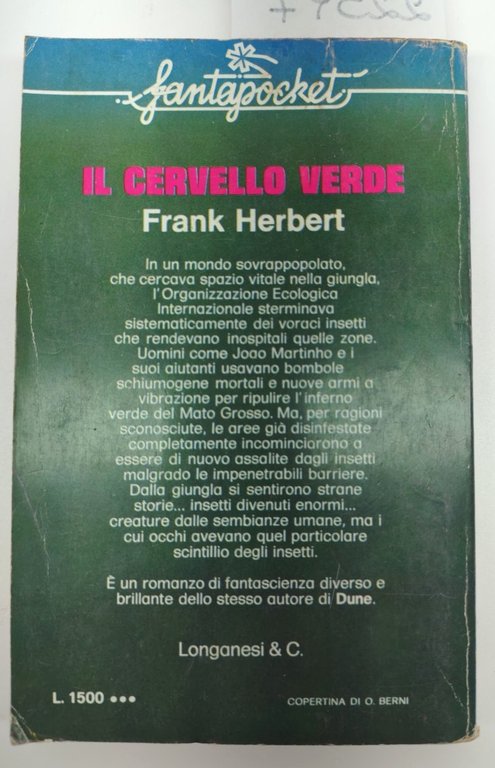 fantapocket
IL CERVELLO VERDE
Frank Herbert
In un mondo sovrappopolato,
che cercava spazio vitale nella giungla,
l'Organizzazione Ecologica
Internazionale sterminava
sistematicamente dei voraci insetti
che rendevano inospitali quelle zone.
Uomini come Joao Martinho e i
suoi aiutanti usavano bombole
schiumogene mortali e nuove armi a
vibrazione per ripulire l'inferno
verde del Mato Grosso. Ma, per ragioni
sconosciute, le aree già disinfestate
completamente incominciarono a
essere di nuovo assalite dagli insetti
malgrado le impenetrabili barriere.
Dalla giungla si sentirono strane
storie... insetti divenuti enormi...
creature dalle sembianze umane, ma i
cui occhi avevano quel particolare
scintillio degli insetti.
È un romanzo di fantascienza diverso e
brillante dello stesso autore di Dune.
Longanesi & C.
L. 1500 •••
COPERTINA DI O. BERNI